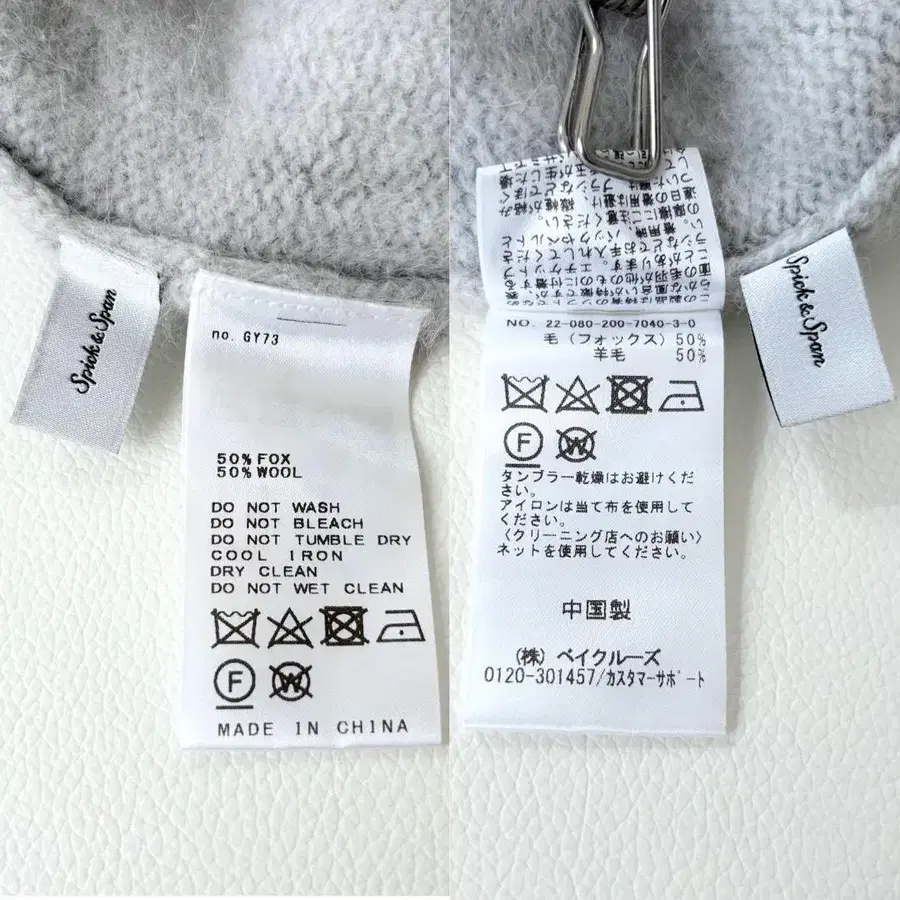 Spick & Span
no. GY73
50% FOX
50% WOOL
DO NOT WASH
DO NOT BLEACH
DO NOT TUMBLE DRY
COOL IRON
DRY CLEAN
DO NOT WET CLEAN
F
W
MADE IN CHINA
NO. 22-080-200-7040-3-0
毛（フォックス）50%
羊毛 50%
F
W
タンブラー乾燥はお避けくだ
さい。
アイロンは当て布を使用して
ください。
〈クリーニング店へのお願い〉
ネットを使用してください。
中国製
(株) ベイクルーズ
0120-301457/カスタマーサポート
Spick & Span